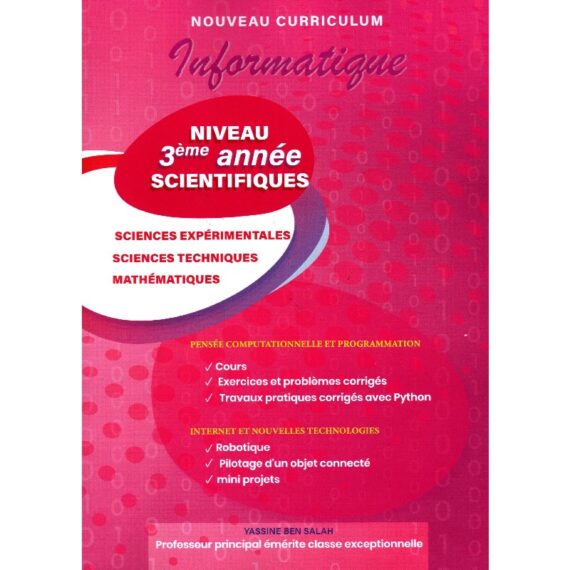 NOUVEAU CURRICULUM
Informatique
NIVEAU
3ème année
SCIENTIFIQUES
SCIENCES EXPÉRIMENTALES
SCIENCES TECHNIQUES
MATHÉMATIQUES
PENSÉE COMPUTATIONNELLE ET PROGRAMMATION
✓ Cours
✓ Exercices et problèmes corrigés
✓ Travaux pratiques corrigés avec Python
INTERNET ET NOUVELLES TECHNOLOGIES
✓ Robotique
✓ Pilotage d'un objet connecté
✓ mini projets
YASSINE BEN SALAH
Professeur principal émérite classe exceptionnelle